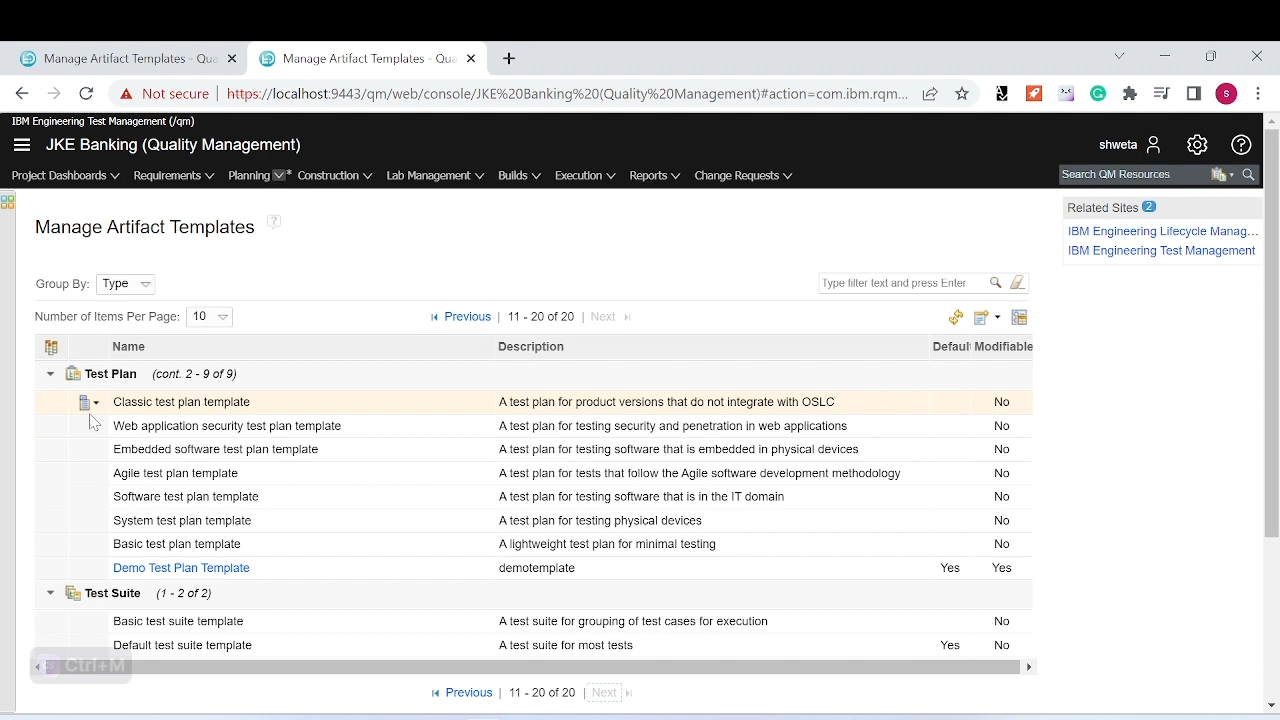 Manage Artifact Templates - Qua
Manage Artifact Templates - Qua
Not secure
https://localhost:9443/qm/web/console/JKE%20Banking%20(Quality%20Management)#action=com.ibm.rqm...
S
IBM Engineering Test Management (/qm)
JKE Banking (Quality Management)
shweta
Project Dashboards
Requirements
Planning
*
Construction
Lab Management
Builds
Execution
Reports
Change Requests
Search QM Resources
Manage Artifact Templates
?
Related Sites 2
IBM Engineering Lifecycle Manag...
IBM Engineering Test Management
Group By: Type
Type filter text and press Enter
Number of Items Per Page: 10
Previous | 11 - 20 of 20 | Next
Name Description Default Modifiable
Test Plan (cont. 2 - 9 of 9)
Classic test plan template A test plan for product versions that do not integrate with OSLC No
Web application security test plan template A test plan for testing security and penetration in web applications No
Embedded software test plan template A test plan for testing software that is embedded in physical devices No
Agile test plan template A test plan for tests that follow the Agile software development methodology No
Software test plan template A test plan for testing software that is in the IT domain No
System test plan template A test plan for testing physical devices No
Basic test plan template A lightweight test plan for minimal testing No
Demo Test Plan Template demotemplate Yes Yes
Test Suite (1 - 2 of 2)
Basic test suite template A test suite for grouping of test cases for execution No
Default test suite template A test suite for most tests Yes No
Ctrl+M
Previous | 11 - 20 of 20 | Next